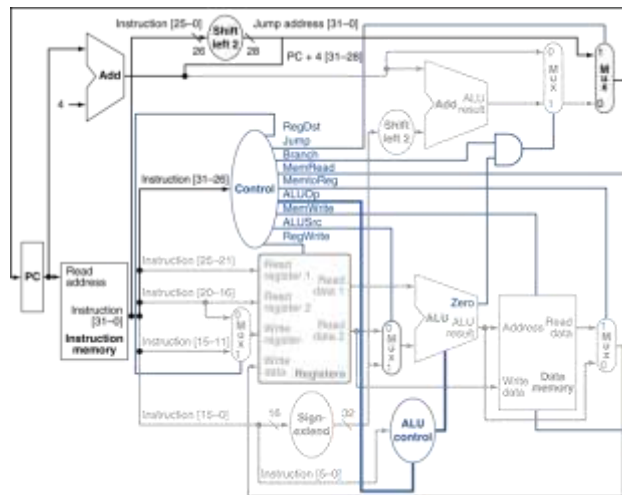 Instruction [25–0]
Shift left 2
Jump address [31–0]
26
28
PC + 4 [31–28]
Add
4
0
M
u
x
1
1
M
u
x
0
Add
ALU
result
Shift
left 2
RegDst
Jump
Branch
MemRead
MemtoReg
ALUOp
MemWrite
ALUSrc
RegWrite
Instruction [31–26]
Control
PC
Read
address
Instruction
[31–0]
Instruction
memory
Instruction [25–21]
Instruction [20–16]
Instruction [15–11]
0
M
u
x
1
Read
register 1
Read
register 2
Write
register
Write
data
Read
data 1
Read
data 2
Registers
0
M
u
x
1
Zero
ALU
ALU
result
Address
Write
data
Read
data
Data
memory
1
M
u
x
0
Instruction [15–0]
16
Sign-
extend
32
ALU
control
Instruction [5–0]